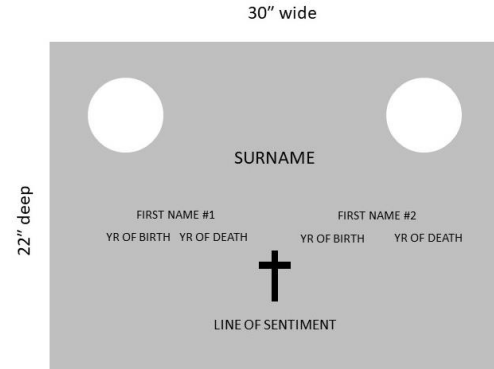 30” wide
22” deep
SURNAME
FIRST NAME #1
YR OF BIRTH YR OF DEATH
FIRST NAME #2
YR OF BIRTH YR OF DEATH
LINE OF SENTIMENT